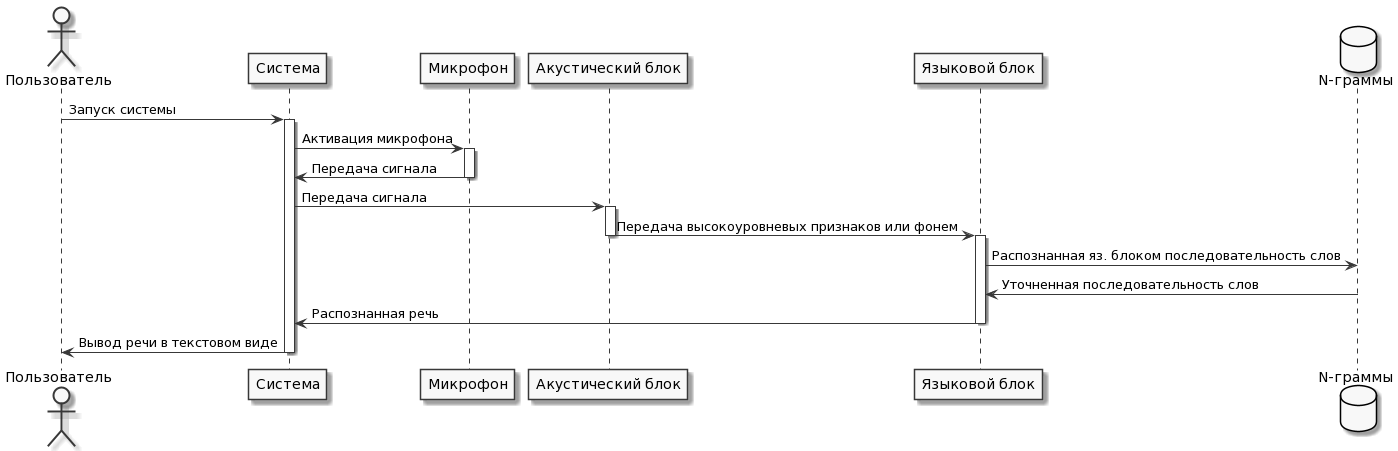 Пользователь
Система
Микрофон
Акустический блок
Языковой блок
N-граммы
Запуск системы
Активация микрофона
Передача сигнала
Передача сигнала
Передача высокоуровневых признаков или фонем
Распознанная яз. блоком последовательность слов
Уточненная последовательность слов
Распознанная речь
Вывод речи в текстовом виде
Пользователь
Система
Микрофон
Акустический блок
Языковой блок
N-граммы